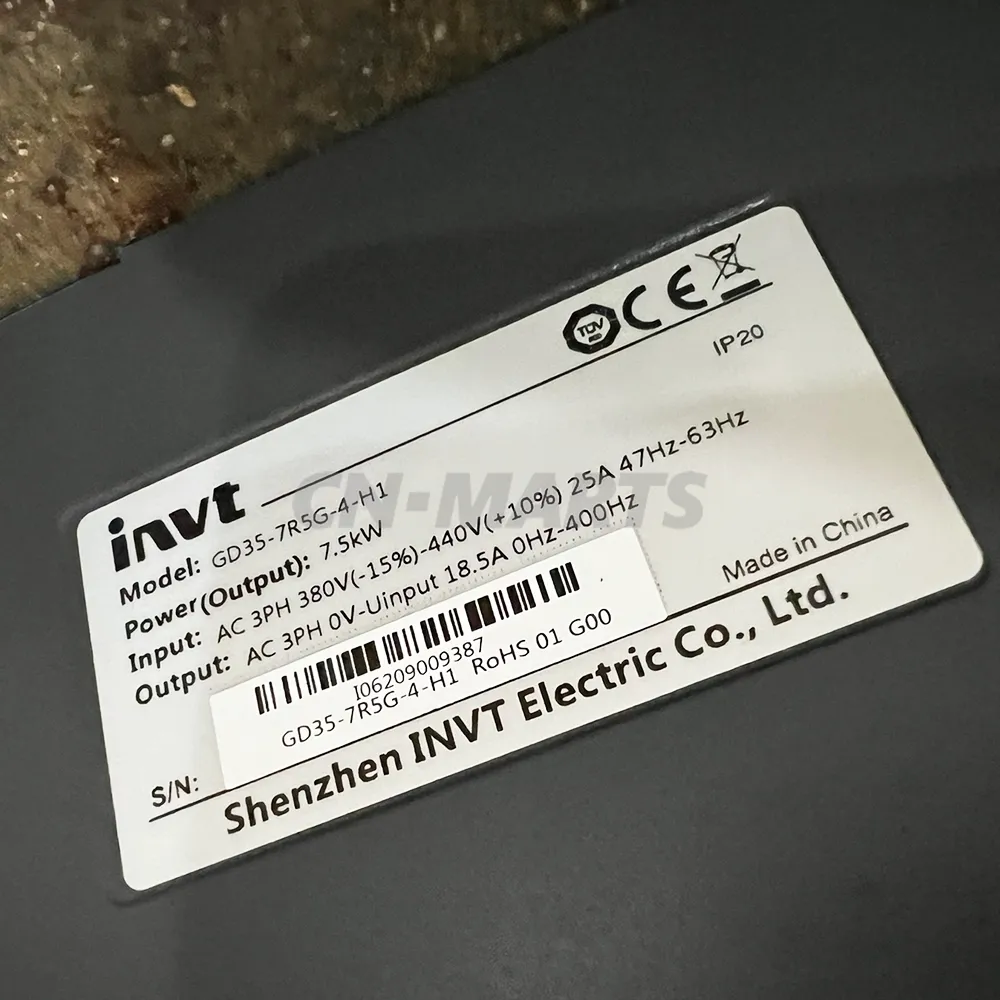 TÜV
CE
IP20
invt
Model: GD35-7R5G-4-H1
Power(Output): 7.5kW
Input: AC 3PH 380V(-15%)-440V(+10%) 25A 47Hz-63Hz
Output: AC 3PH 0V-Uinput 18.5A 0Hz-400Hz
I06209009387
GD35-7R5G-4-H1 RoHS 01 G00
S/N:
Made in China
Shenzhen INVT Electric Co., Ltd.
CN-MARTS